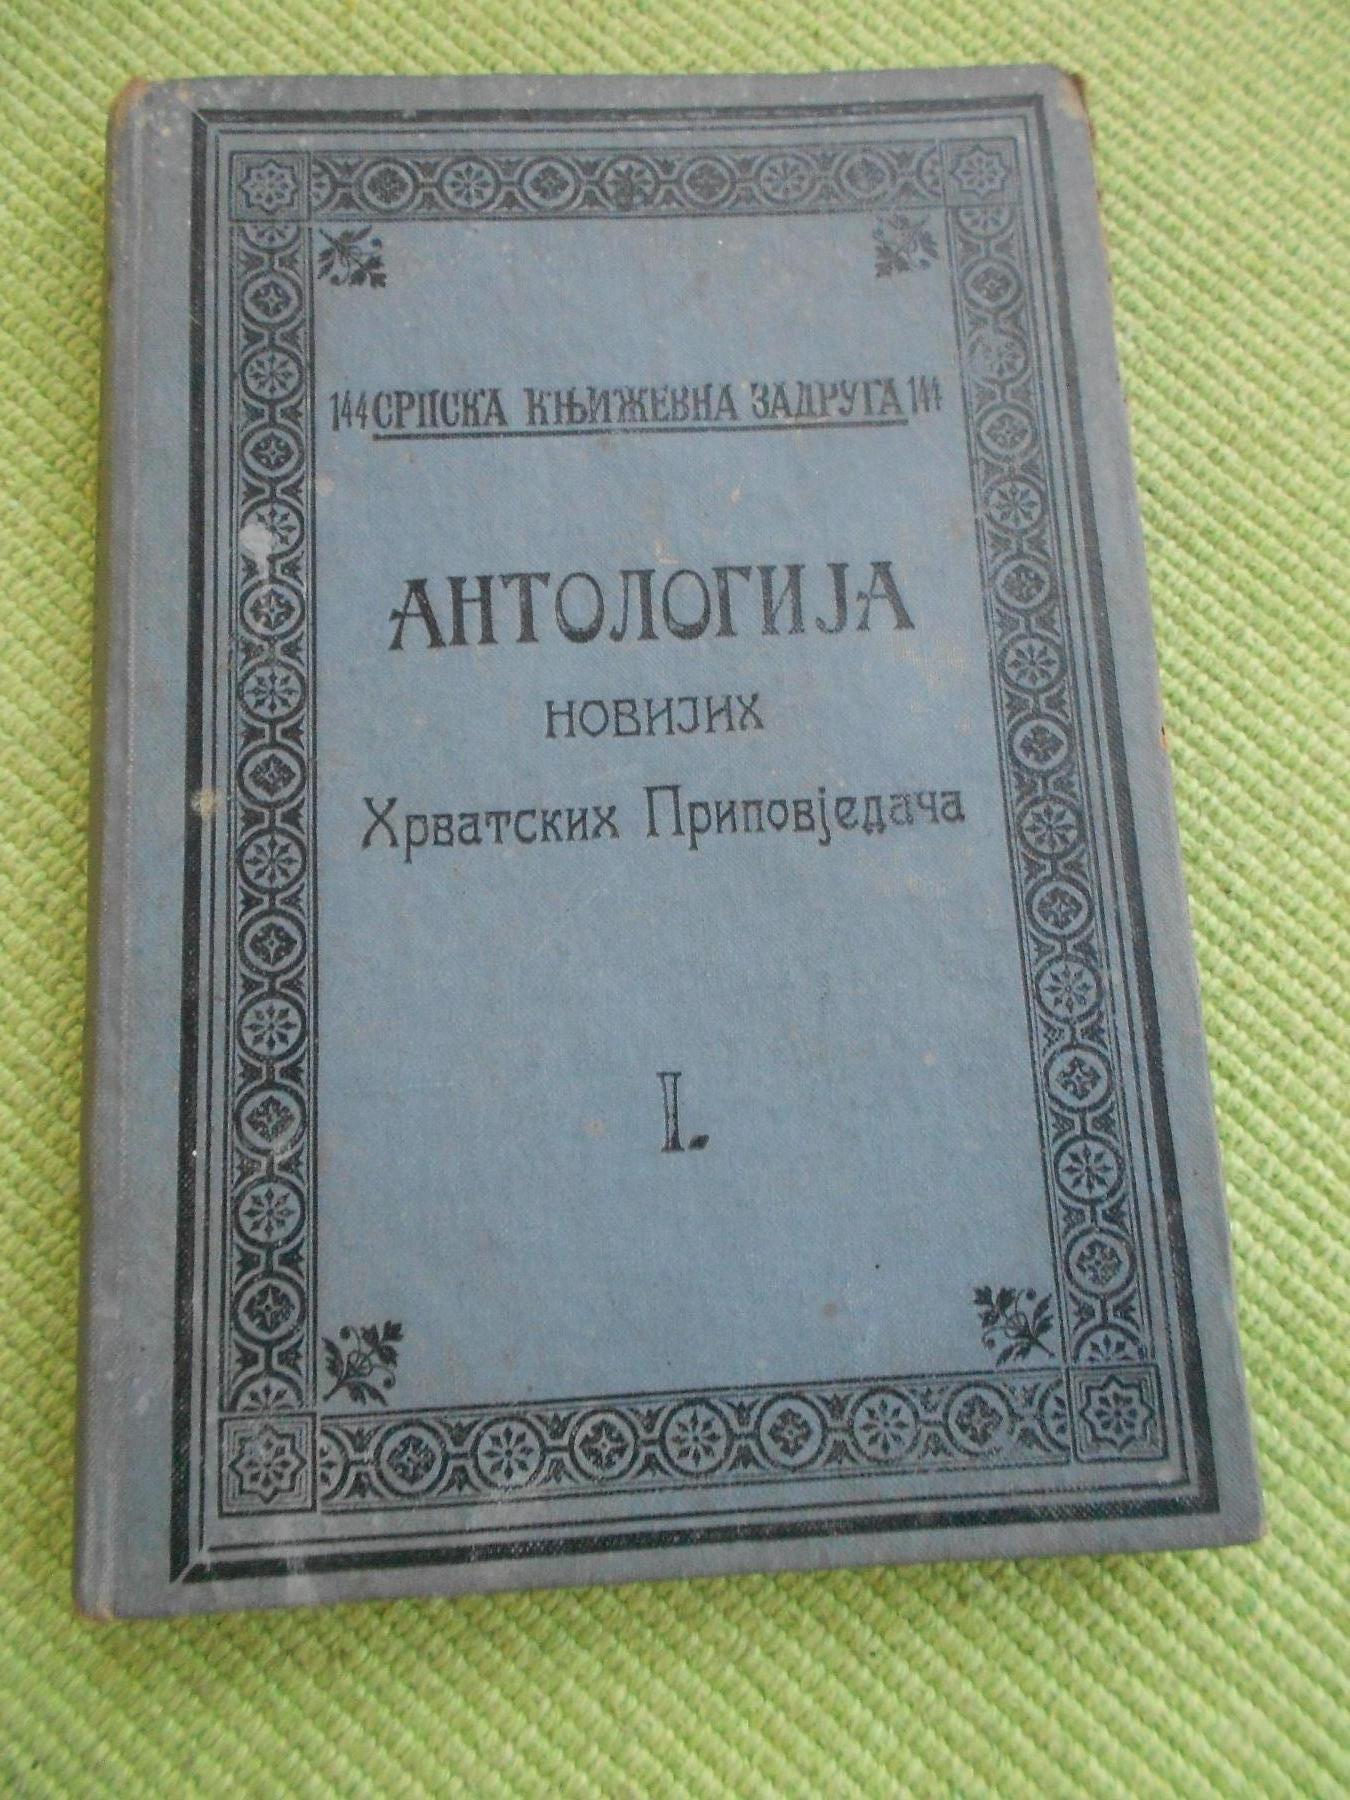 144 СРПСКА КЊИЖЕВНА ЗАДРУГА 144
АНТОЛОГИЈА
НОВИЈИХ
Хрватских Приповједача
I.